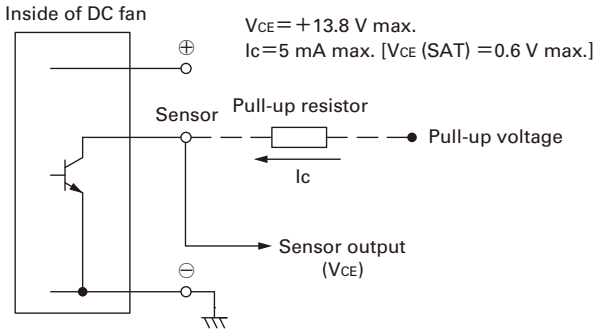 Inside of DC fan
VCE=+13.8 V max.
Ic=5 mA max. [VCE (SAT) =0.6 V max.]
⊕
Sensor
Pull-up resistor
Pull-up voltage
Ic
Sensor output
(VCE)
⊖